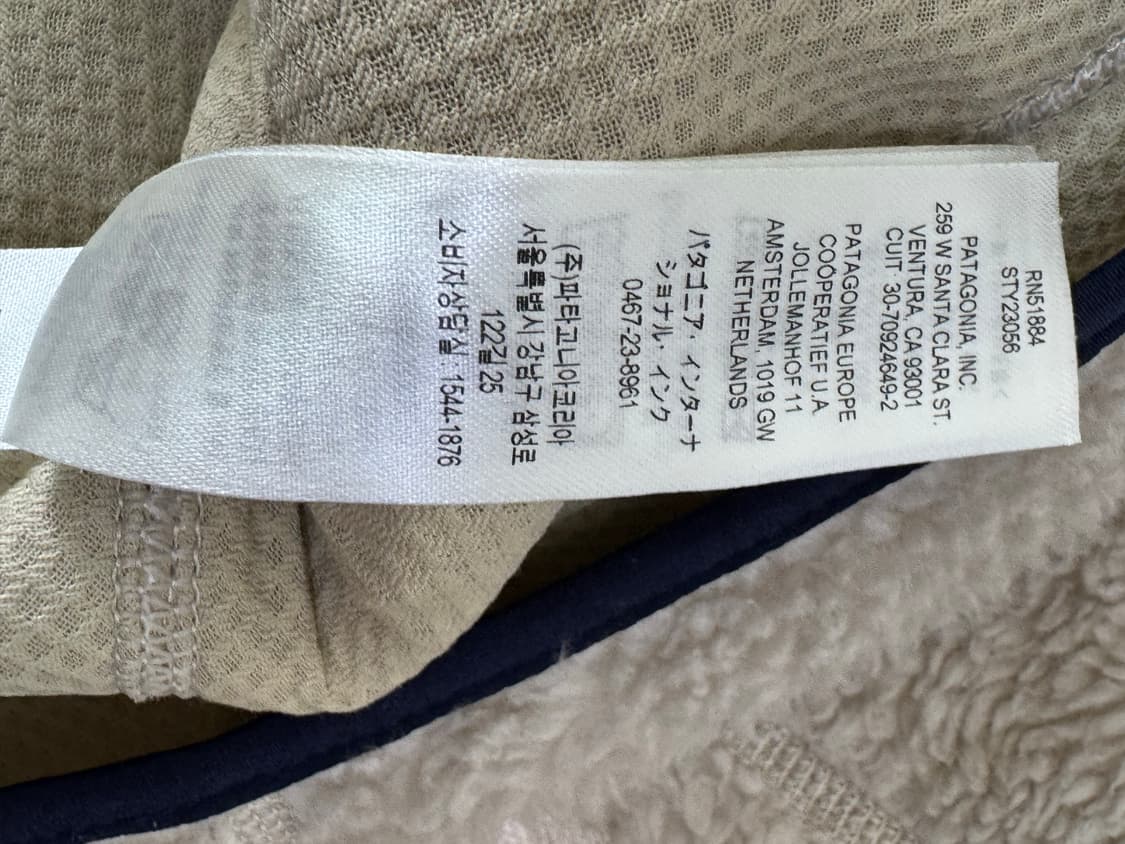 RN51884
STY23056
PATAGONIA, INC.
259 W SANTA CLARA ST.
VENTURA, CA 93001
CUIT 30-70924649-2
PATAGONIA EUROPE
COÖPERATIEF U.A.
JOLLEMANHOF 11
AMSTERDAM, 1019 GW
NETHERLANDS
パタゴニア・インターナ
ショナル・インク
0467-23-8961
(주)파타고니아코리아
서울특별시 강남구 삼성로
122길 25
소비자상담실. 1544-1876